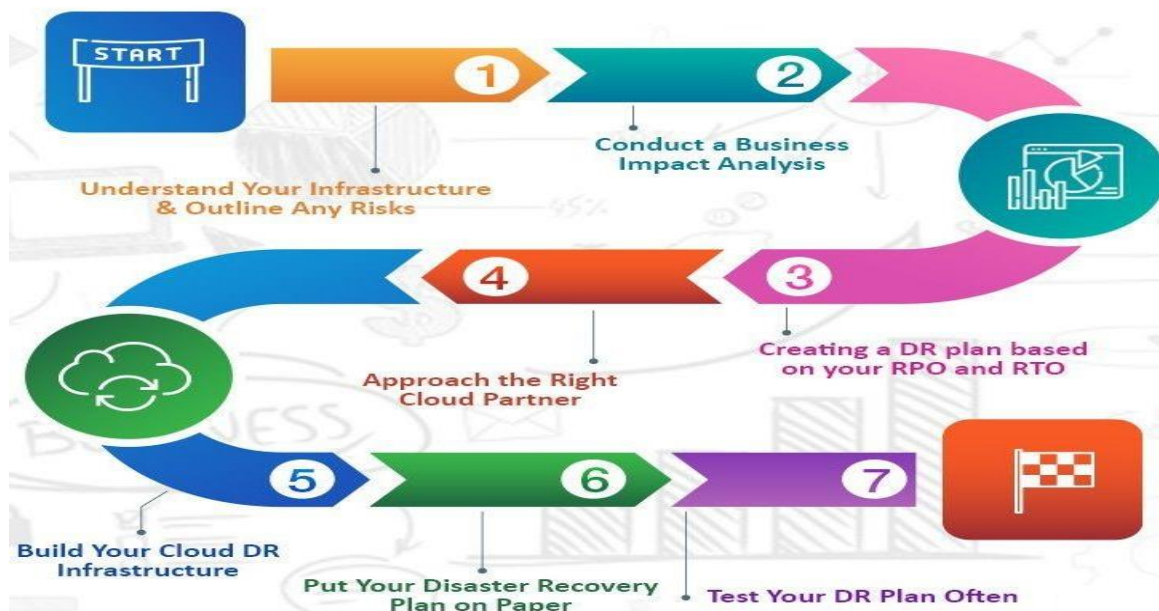 START
1
2
Conduct a Business
Impact Analysis
Understand Your Infrastructure
& Outline Any Risks
45%
4
3
Creating a DR plan based
on your RPO and RTO
Approach the Right
Cloud Partner
BUSINESS
5
6
7
Build Your Cloud DR
Infrastructure
Put Your Disaster Recovery
Plan on Paper
Test Your DR Plan Often